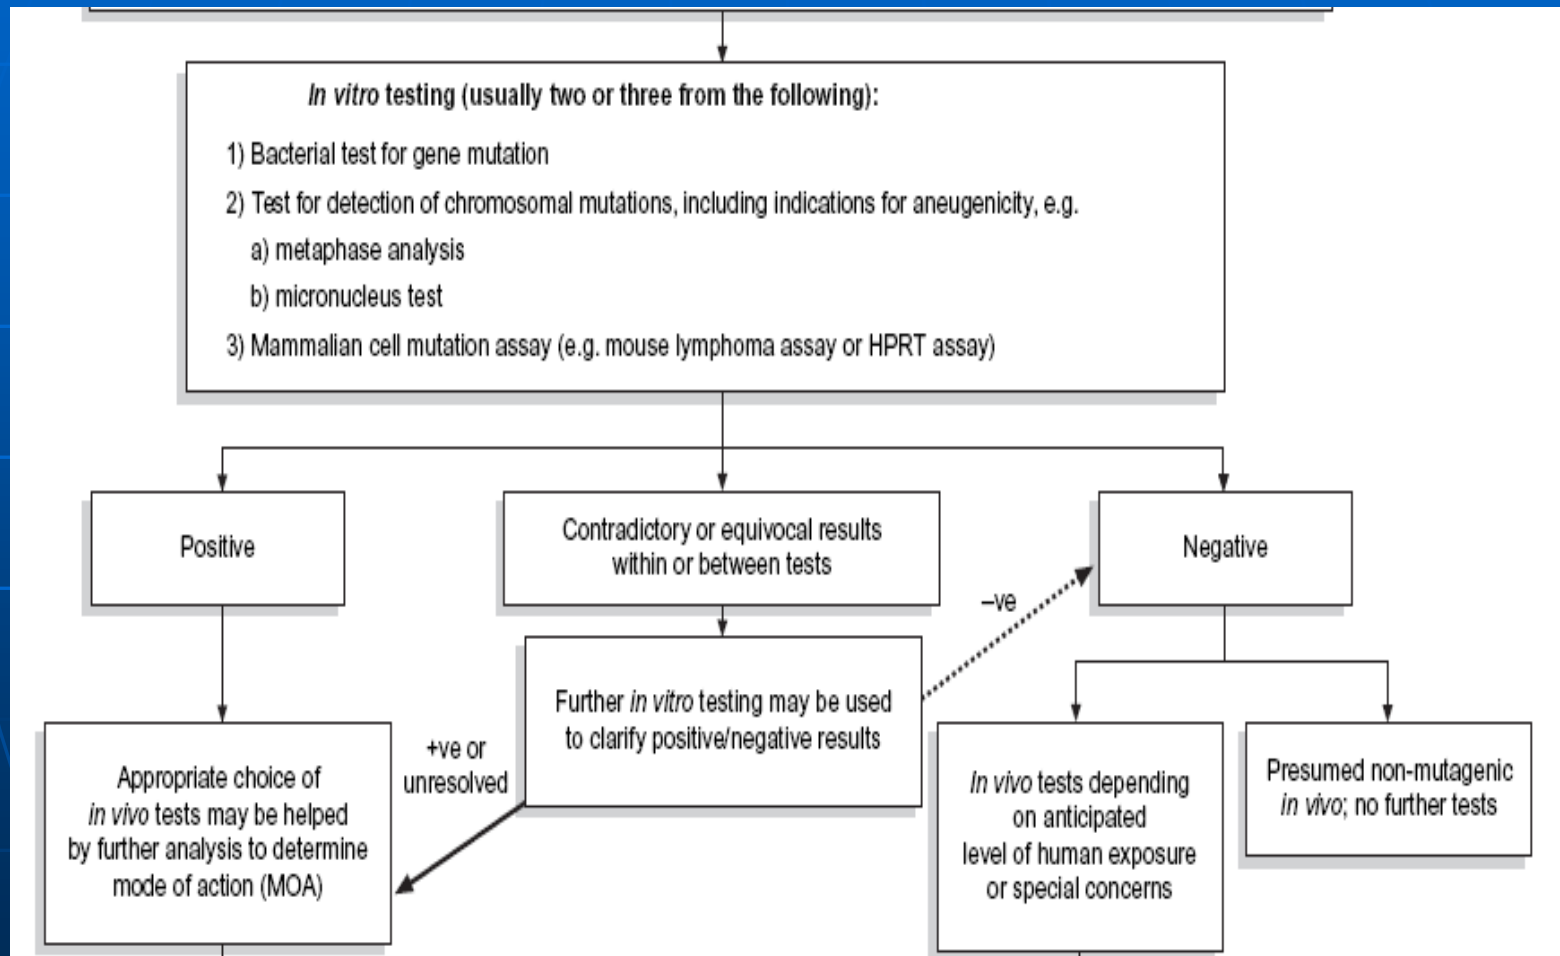 In vitro testing (usually two or three from the following):
1) Bacterial test for gene mutation
2) Test for detection of chromosomal mutations, including indications for aneugenicity, e.g.
a) metaphase analysis
b) micronucleus test
3) Mammalian cell mutation assay (e.g. mouse lymphoma assay or HPRT assay)
Positive
Contradictory or equivocal results
within or between tests
Negative
–ve
Further in vitro testing may be used
to clarify positive/negative results
+ve or
unresolved
Appropriate choice of
in vivo tests may be helped
by further analysis to determine
mode of action (MOA)
In vivo tests depending
on anticipated
level of human exposure
or special concerns
Presumed non-mutagenic
in vivo; no further tests